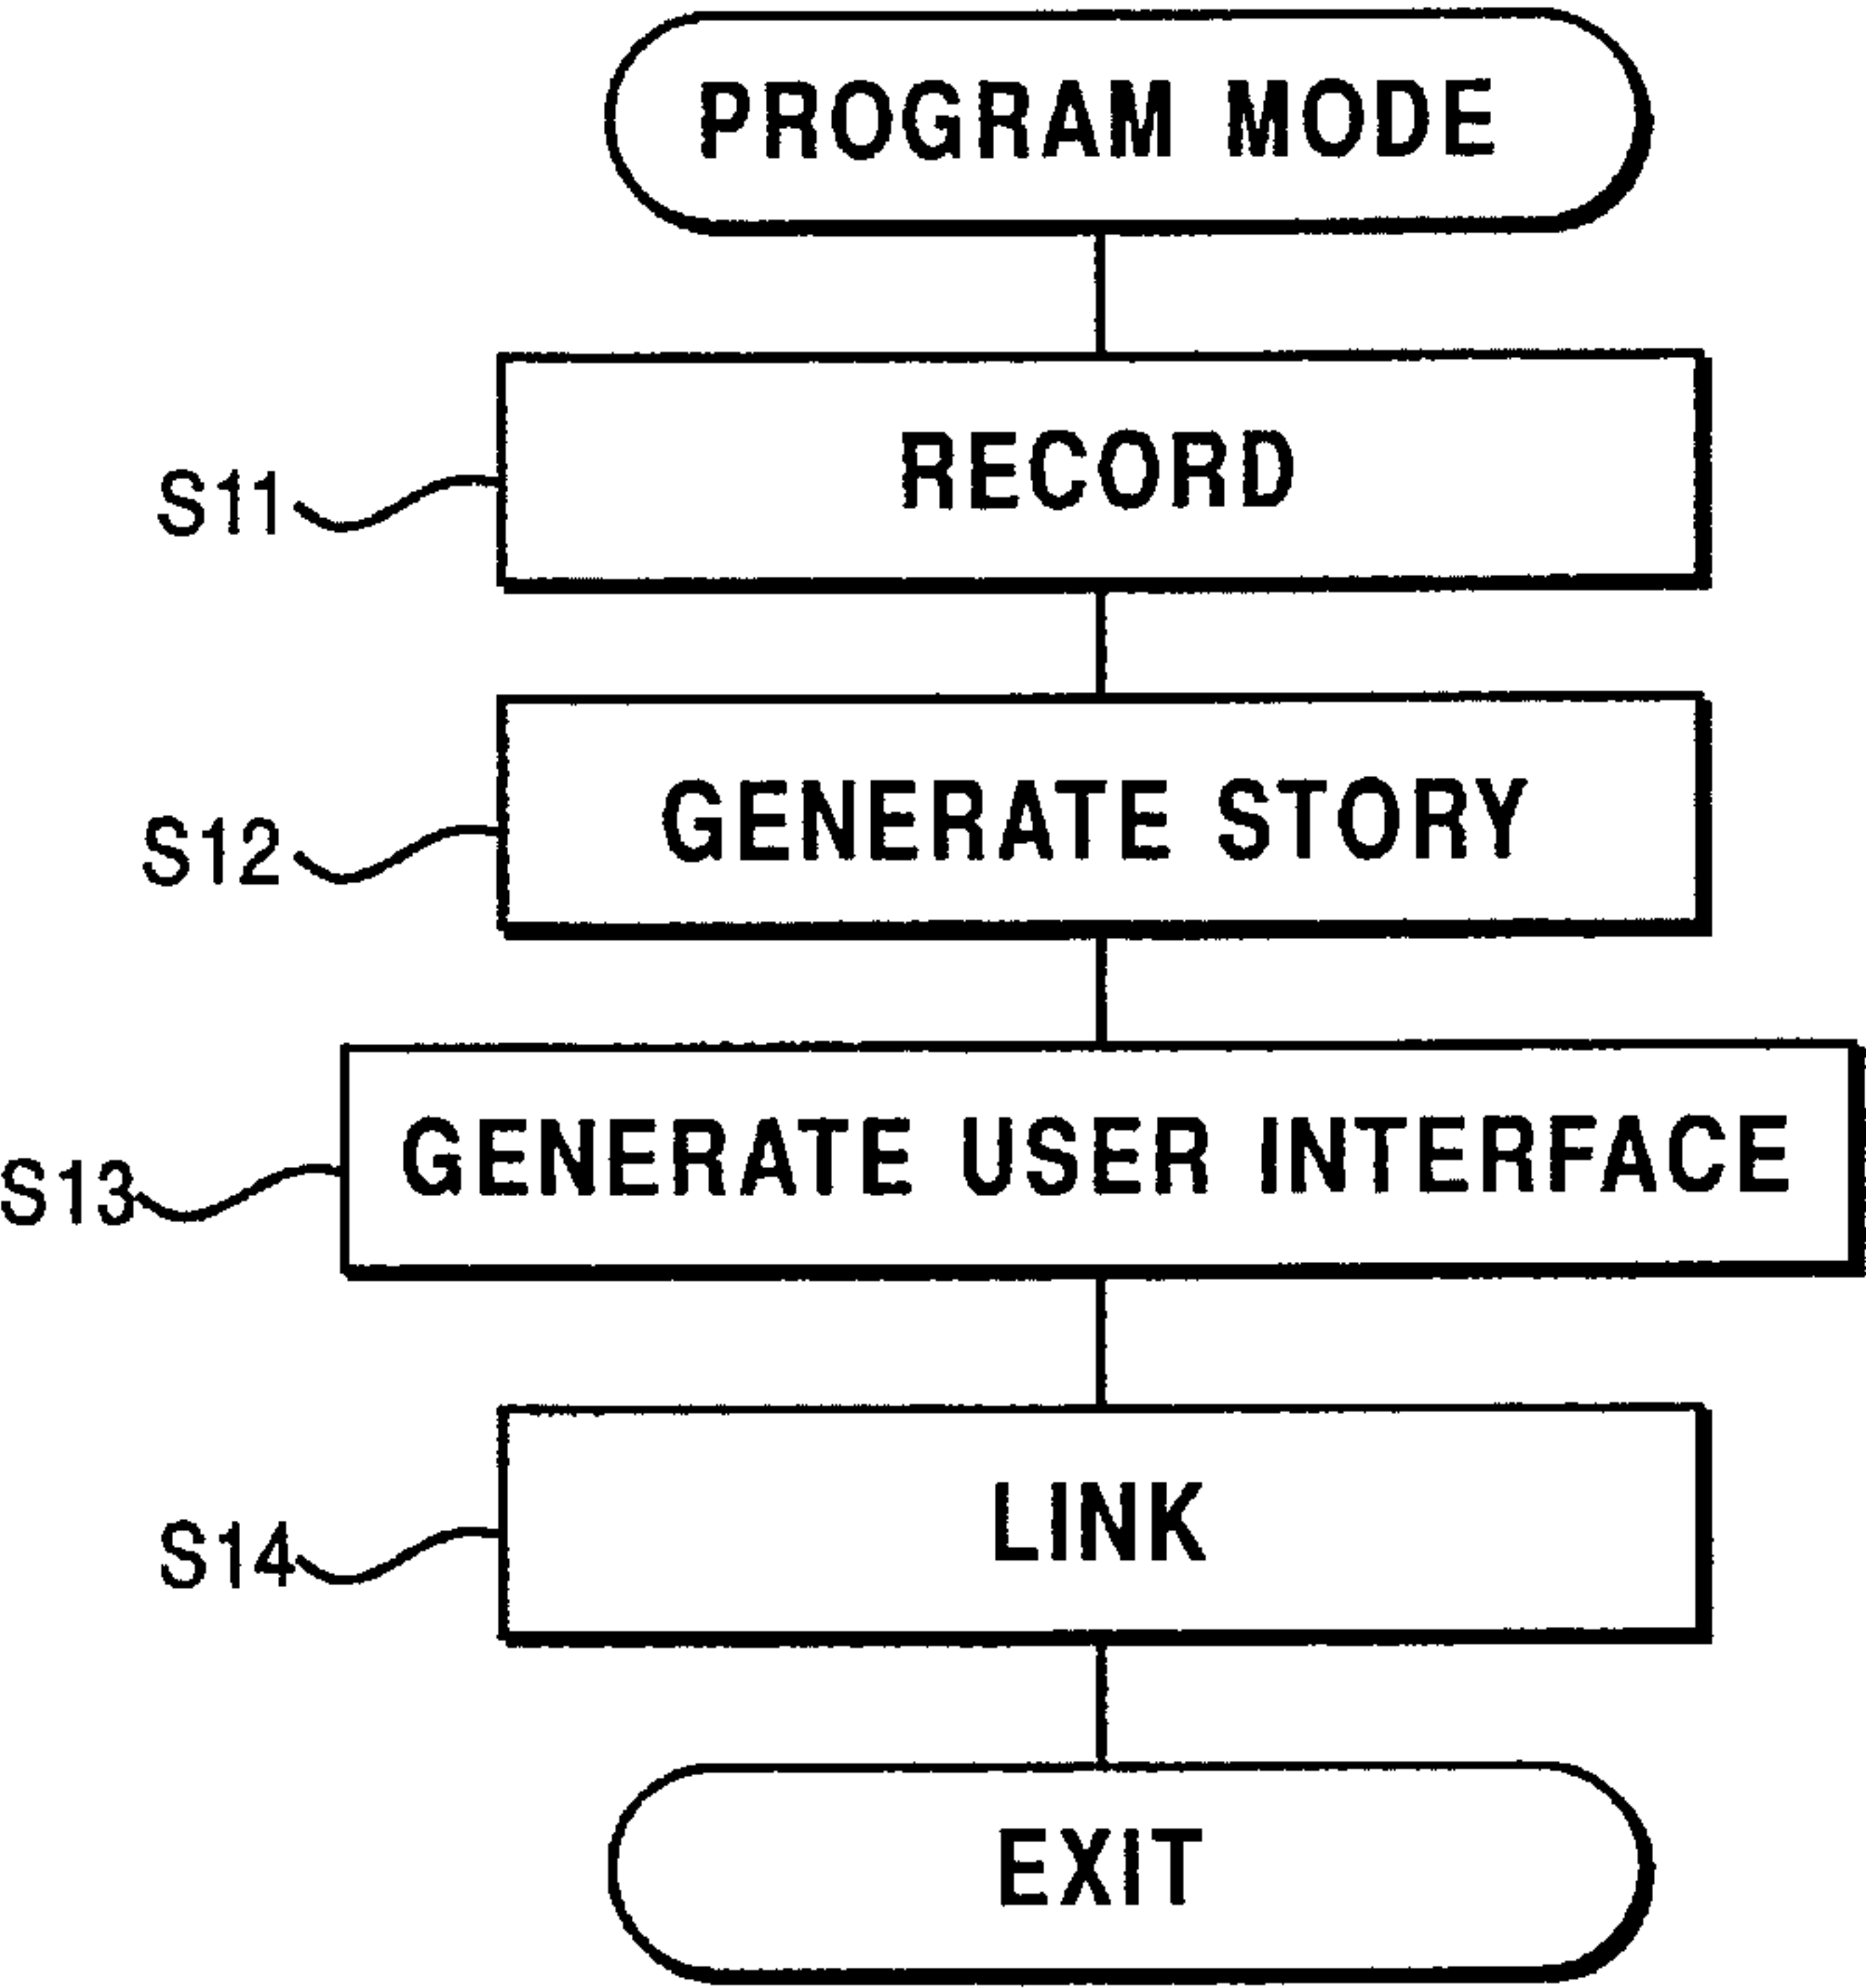 PROGRAM MODE
RECORD
S11
GENERATE STORY
S12
GENERATE USER INTERFACE
S13
LINK
S14
EXIT